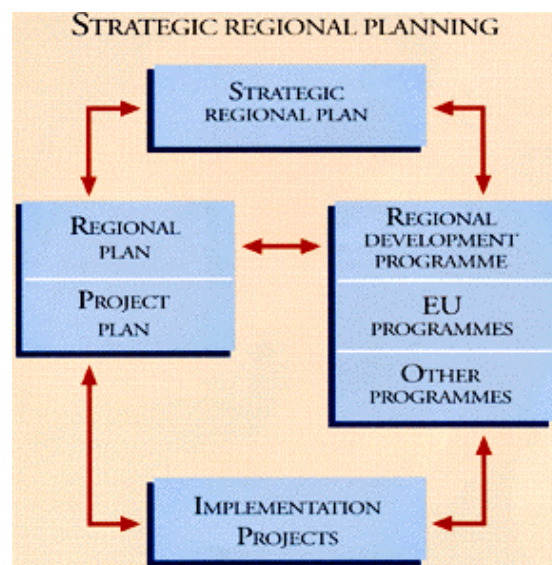 STRATEGIC REGIONAL PLANNING
STRATEGIC
REGIONAL PLAN
REGIONAL
PLAN
PROJECT
PLAN
REGIONAL
DEVELOPMENT
PROGRAMME
EU
PROGRAMMES
OTHER
PROGRAMMES
IMPLEMENTATION
PROJECTS